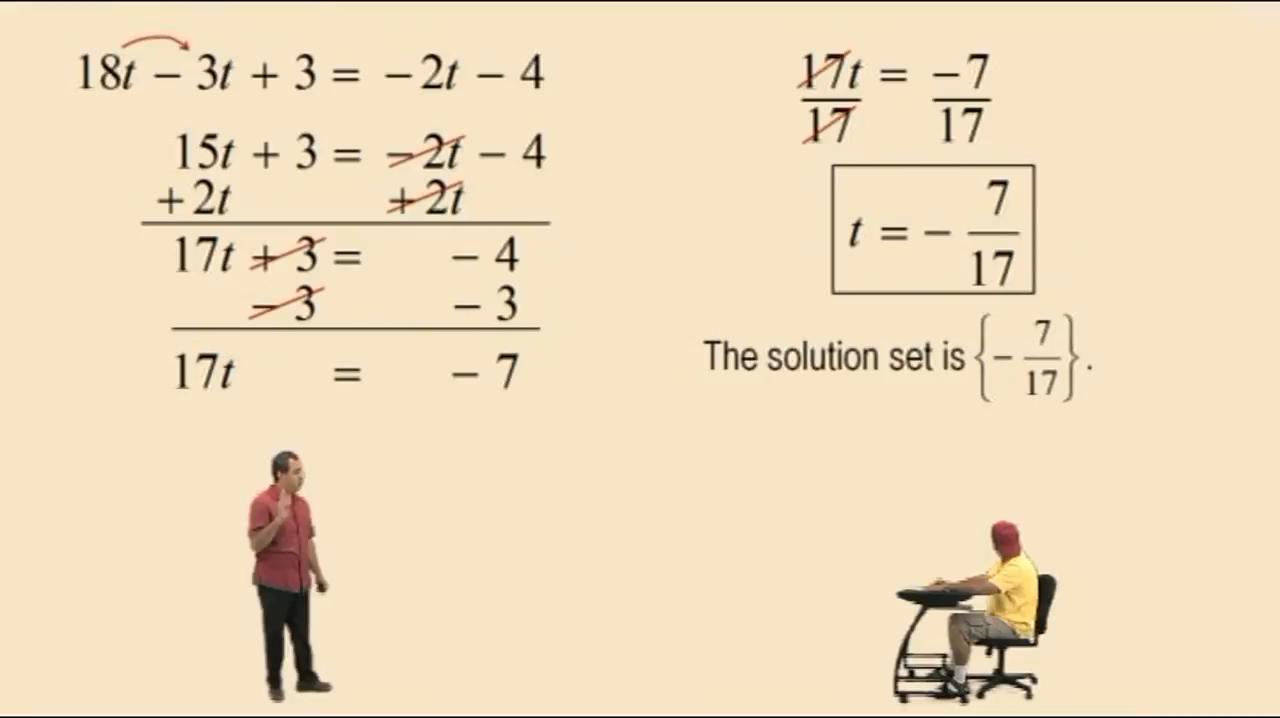 18t − 3t + 3 = −2t − 4
15t + 3 = −2t − 4
+2t +2t
17t + 3 = − 4
− 3 − 3
17t = − 7
17t = −7
17 17
t = − 7
17
The solution set is {− 7/17}.